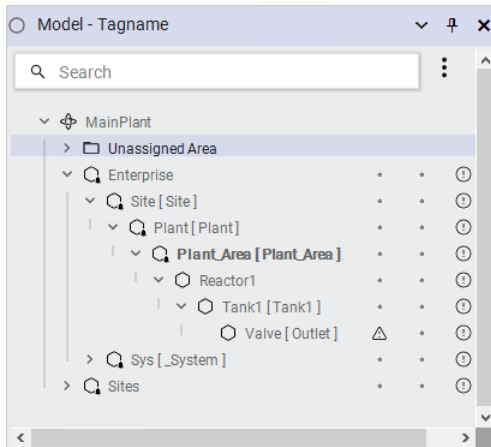 Model - Tagname
Search
MainPlant
Unassigned Area
Enterprise
Site [ Site ]
Plant [ Plant ]
Plant_Area [ Plant_Area ]
Reactor1
Tank1 [ Tank1 ]
Valve [ Outlet ]
Sys [ _System ]
Sites